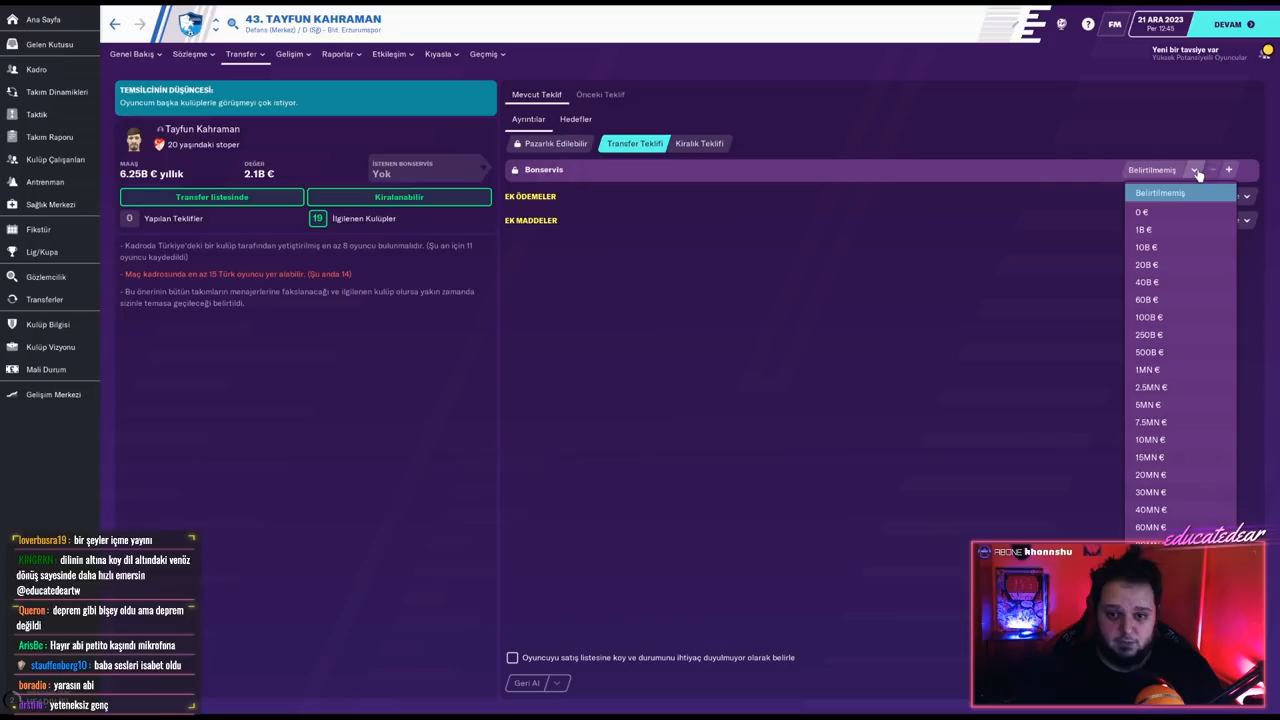 Ana Sayfa
Gelen Kutusu
Kadro
Takım Dinamikleri
Taktik
Takım Raporu
Kulüp Çalışanları
Antrenman
Sağlık Merkezi
Fikstür
Lig/Kupa
Gözlemcilik
Transferler
Kulüp Bilgisi
Kulüp Vizyonu
Mali Durum
Gelişim Merkezi
43. TAYFUN KAHRAMAN
Defans (Merkez) / D (Sğ) - Blt. Erzurumspor
FM
21 ARA 2023
Per 12:45
DEVAM
Genel Bakış
Sözleşme
Transfer
Gelişim
Raporlar
Etkileşim
Kıyasla
Geçmiş
Yeni bir tavsiye var
Yüksek Potansiyelli Oyuncular
TEMSİLCİNİN DÜŞÜNCESİ:
Oyuncum başka kulüplerle görüşmeyi çok istiyor.
Tayfun Kahraman
20 yaşındaki stoper
MAAŞ
6.25B € yıllık
DEĞER
2.1B €
İSTENEN BONSERVİS
Yok
Transfer listesinde
Kiralanabilir
0 Yapılan Teklifler
19 İlgilenen Kulüpler
- Kadroda Türkiye'deki bir kulüp tarafından yetiştirilmiş en az 8 oyuncu bulunmalıdır. (Şu an için 11
oyuncu kaydedildi)
- Maç kadrosunda en az 15 Türk oyuncu yer alabilir. (Şu anda 14)
- Bu önerinin bütün takımların menajerlerine fakslanacağı ve ilgilenen kulüp olursa yakın zamanda
sizinle temasa geçileceği belirtildi.
Mevcut Teklif
Önceki Teklif
Ayrıntılar
Hedefler
Pazarlık Edilebilir
Transfer Teklifi
Kiralık Teklifi
Bonservis
Belirtilmemiş
EK ÖDEMELER
EK MADDELER
Belirtilmemiş
0 €
1B €
10B €
20B €
40B €
60B €
100B €
250B €
500B €
1MN €
2.5MN €
5MN €
7.5MN €
10MN €
15MN €
20MN €
30MN €
40MN €
60MN €
Oyuncuyu satış listesine koy ve durumunu ihtiyaç duyulmuyor olarak belirle
Geri Al
loverbusra19 : bir şeyler içme yayını
KINGRKN : dilinin altına koy dil altındaki venöz
dönüş sayesinde daha hızlı emersin
@educatedeartw
Queron : deprem gibi bişey oldu ama deprem
değildi
ArisBc : Hayır abi petito kaşındı mikrofona
stauffenberg10 : baba sesleri isabet oldu
: yarasın abi
: yeteneksiz genç
educatedear
ABONE khonnshu